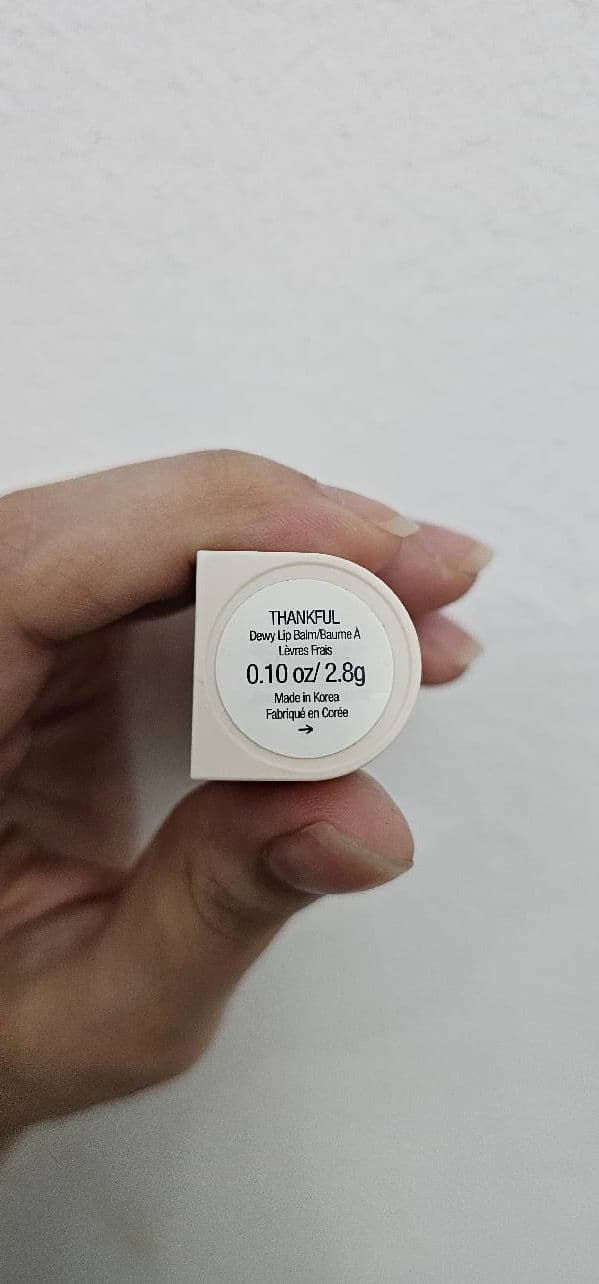 THANKFUL
Dewy Lip Balm/Baume À
Lèvres Frais
0.10 oz/ 2.8g
Made in Korea
Fabriqué en Corée
→